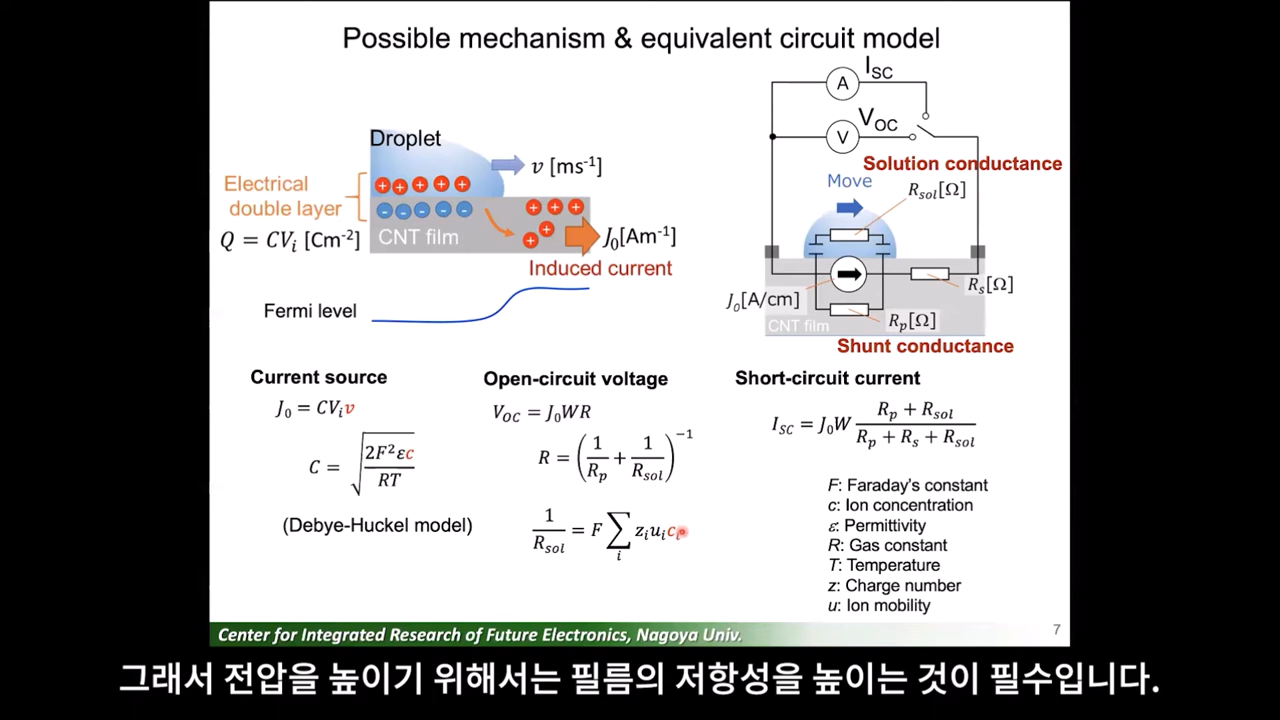 Possible mechanism & equivalent circuit model
Droplet
v [ms⁻¹]
Electrical
double layer
Q = CVᵢ [Cm⁻²]
CNT film
J₀[Am⁻¹]
Induced current
Fermi level
A
I_SC
V
V_OC
Solution conductance
Move
R_sol[Ω]
R_s[Ω]
J₀[A/cm]
R_p[Ω]
CNT film
Shunt conductance
Current source
J₀ = CVᵢv
C = √(2F²εc / RT)
(Debye-Huckel model)
Open-circuit voltage
V_OC = J₀WR
R = (1/R_p + 1/R_sol)⁻¹
1/R_sol = F ∑ᵢ zᵢuᵢcᵢ
Short-circuit current
I_SC = J₀W (R_p + R_sol) / (R_p + R_s + R_sol)
F: Faraday's constant
c: Ion concentration
ε: Permittivity
R: Gas constant
T: Temperature
z: Charge number
u: Ion mobility
Center for Integrated Research of Future Electronics, Nagoya Univ.
7
그래서 전압을 높이기 위해서는 필름의 저항성을 높이는 것이 필수입니다.